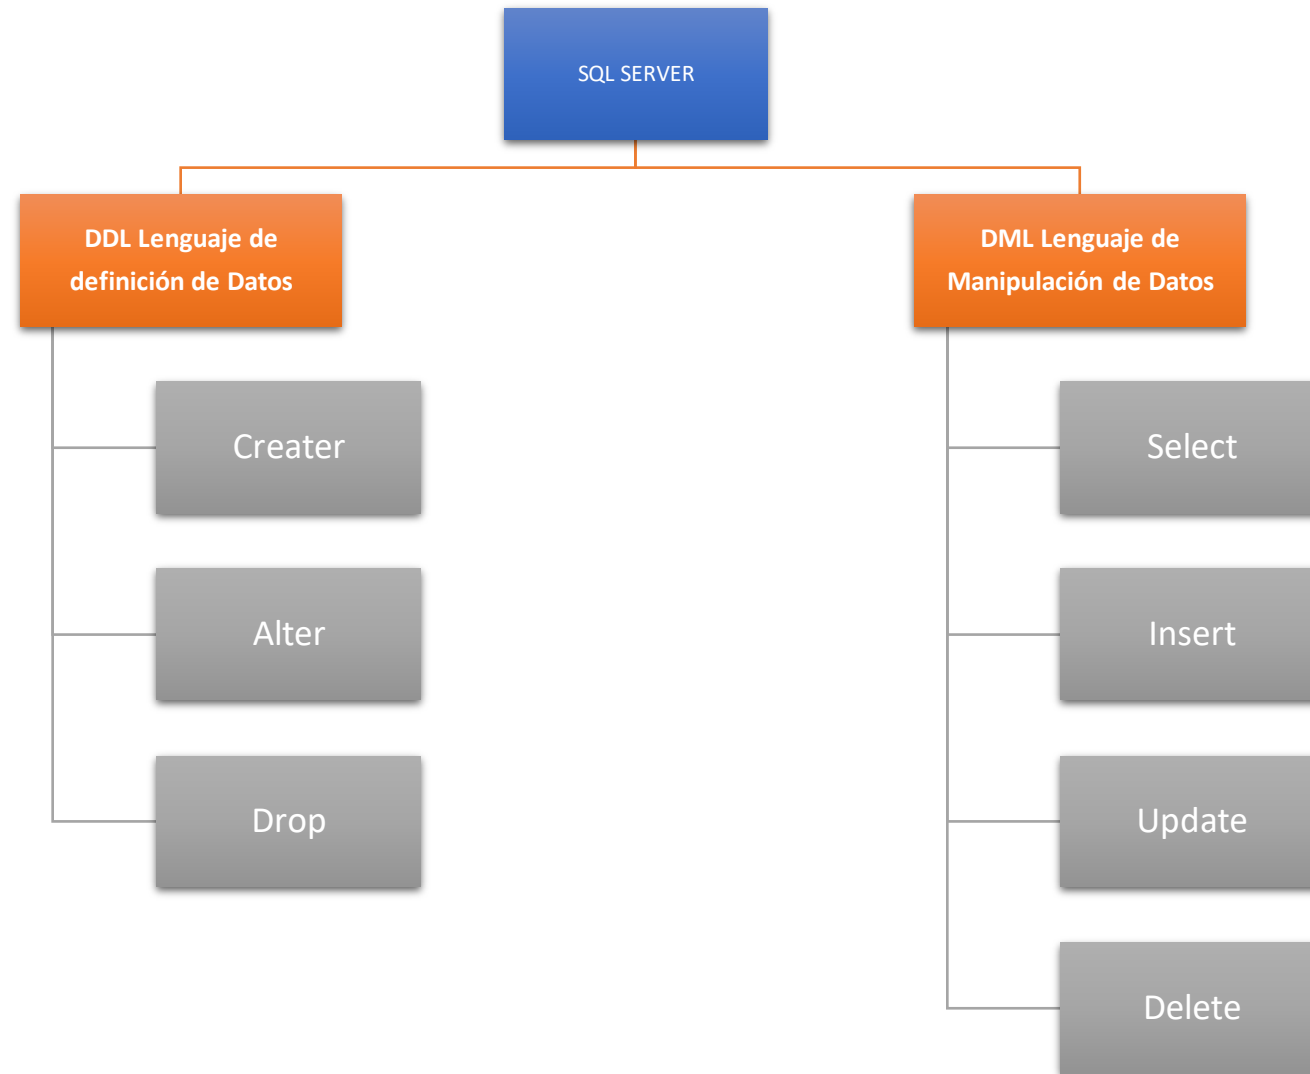 SQL SERVER
DDL Lenguaje de
definición de Datos
Creater
Alter
Drop
DML Lenguaje de
Manipulación de Datos
Select
Insert
Update
Delete